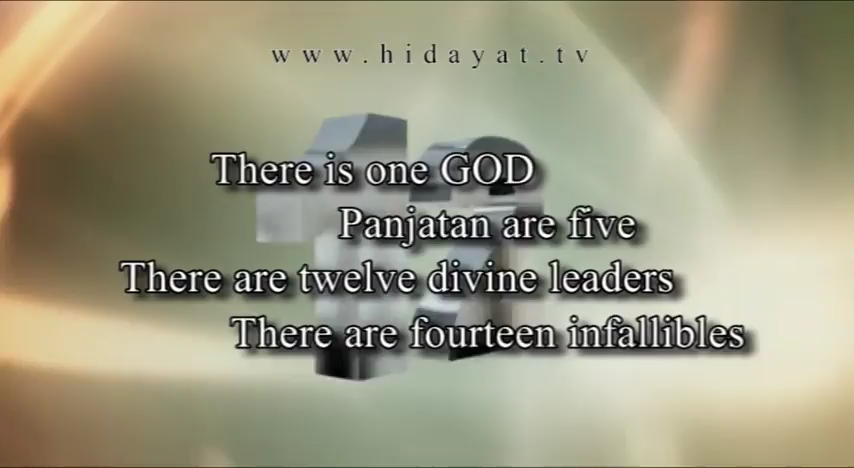 www.hidayat.tv
There is one GOD
Panjatan are five
There are twelve divine leaders
There are fourteen infallibles
12